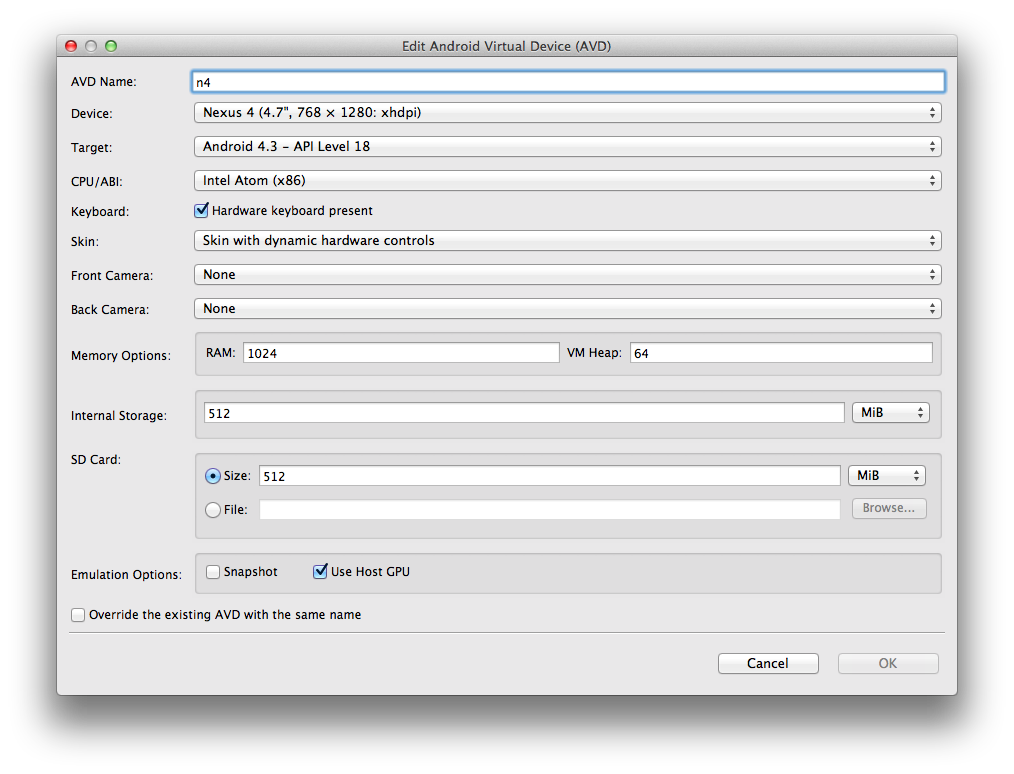 Edit Android Virtual Device (AVD)
AVD Name: n4
Device: Nexus 4 (4.7", 768 × 1280: xhdpi)
Target: Android 4.3 – API Level 18
CPU/ABI: Intel Atom (x86)
Keyboard: Hardware keyboard present
Skin: Skin with dynamic hardware controls
Front Camera: None
Back Camera: None
Memory Options: RAM: 1024 VM Heap: 64
Internal Storage: 512 MiB
SD Card:
Size: 512 MiB
File: Browse...
Emulation Options: Snapshot Use Host GPU
Override the existing AVD with the same name
Cancel OK